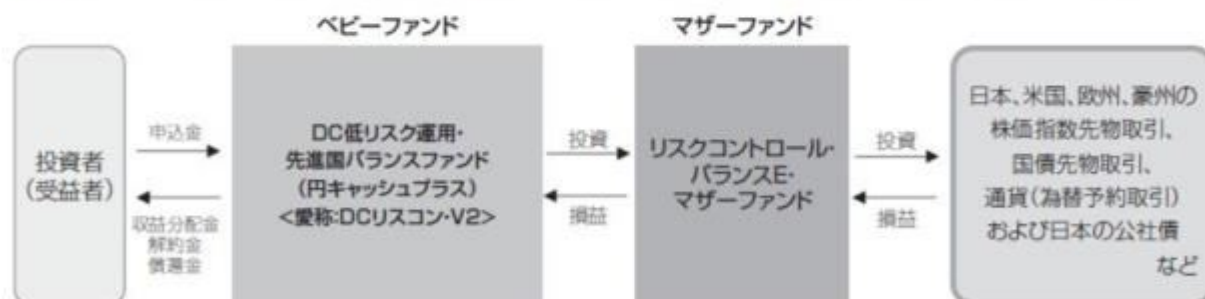 ベビーファンド
マザーファンド
投資者
(受益者)
申込金
収益分配金
解約金
償還金
DC低リスク運用・
先進国バランスファンド
(円キャッシュプラス)
<愛称:DCリスコン・V2>
投資
損益
リスクコントロール・
バランスE・
マザーファンド
投資
損益
日本、米国、欧州、豪州の
株価指数先物取引、
国債先物取引、
通貨(為替予約取引)
および日本の公社債
など